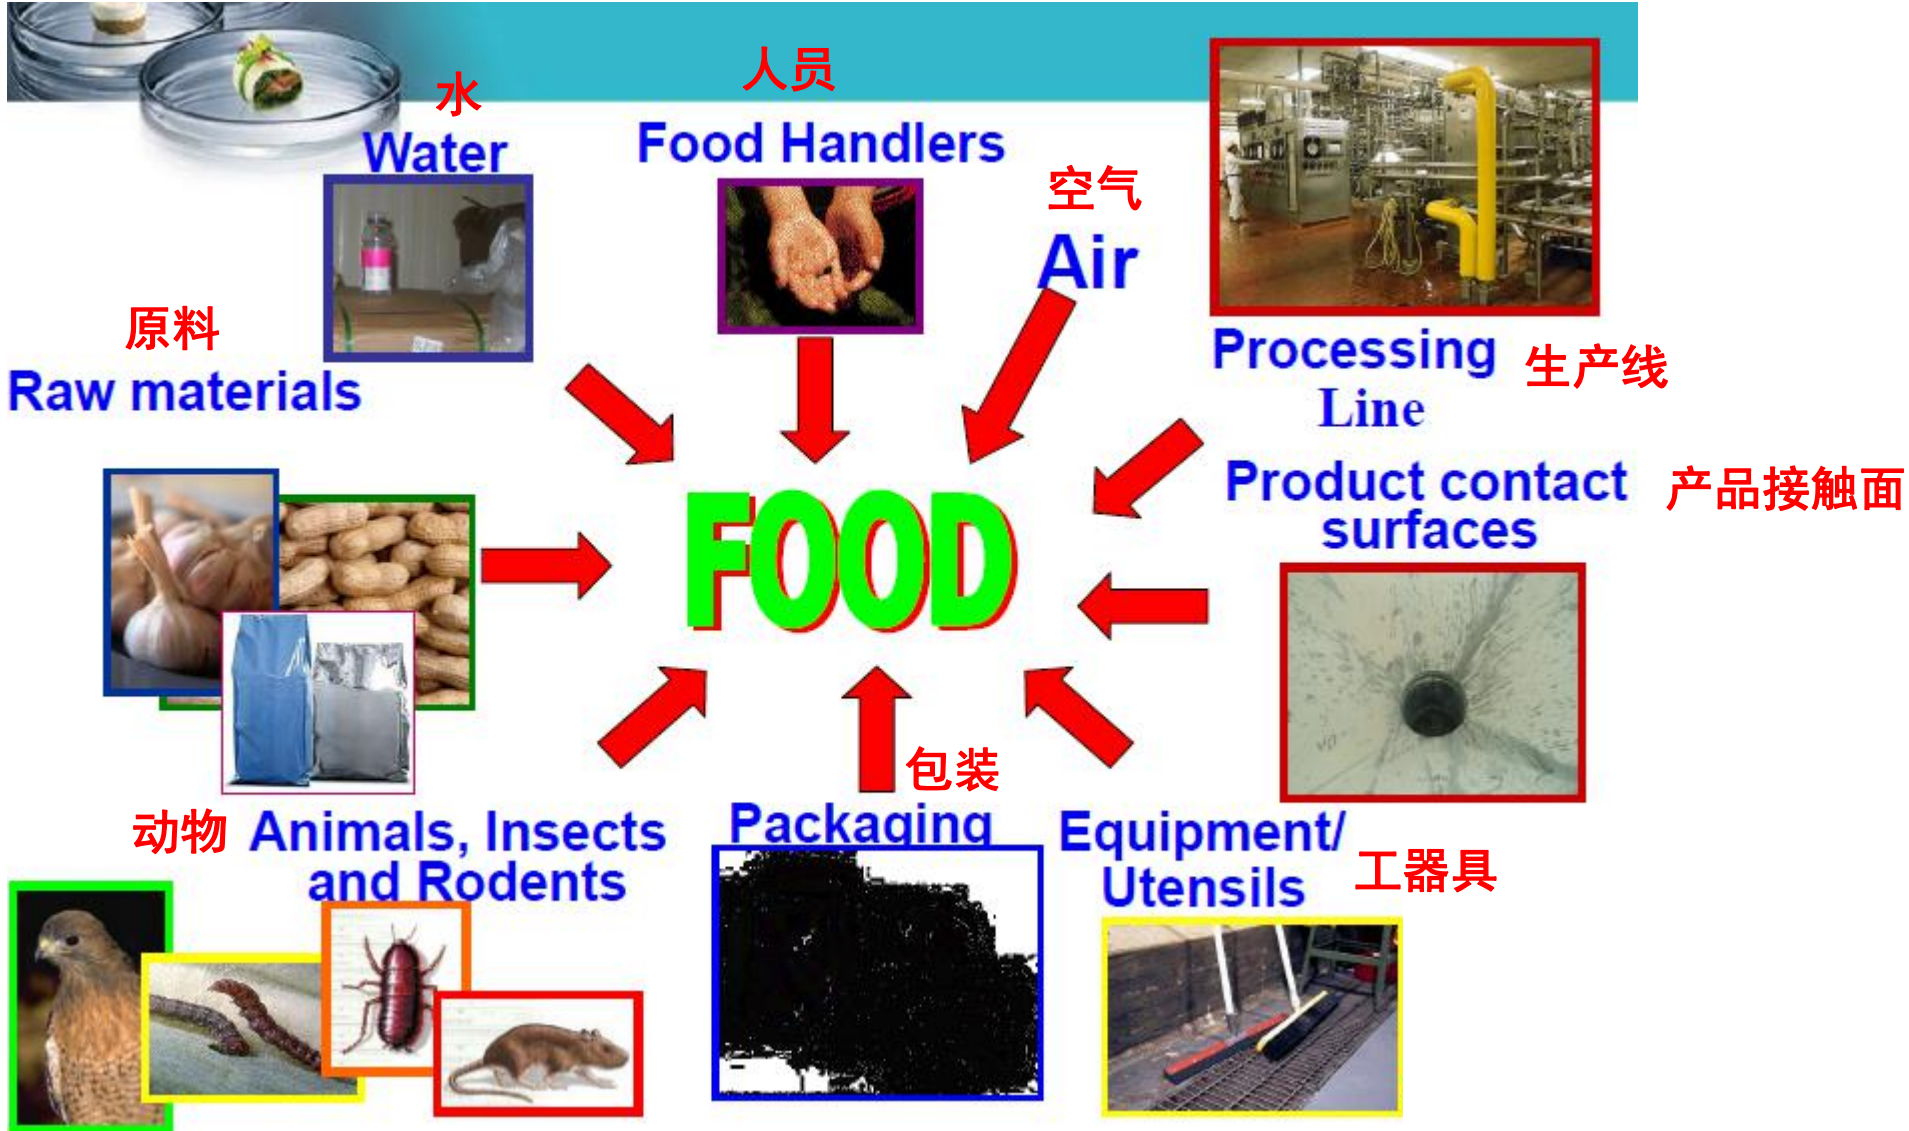 水
Water
人员
Food Handlers
空气
Air
原料
Raw materials
Processing
Line
生产线
Product contact
surfaces
产品接触面
FOOD
动物
Animals, Insects
and Rodents
包装
Packaging
Equipment/
Utensils
工器具